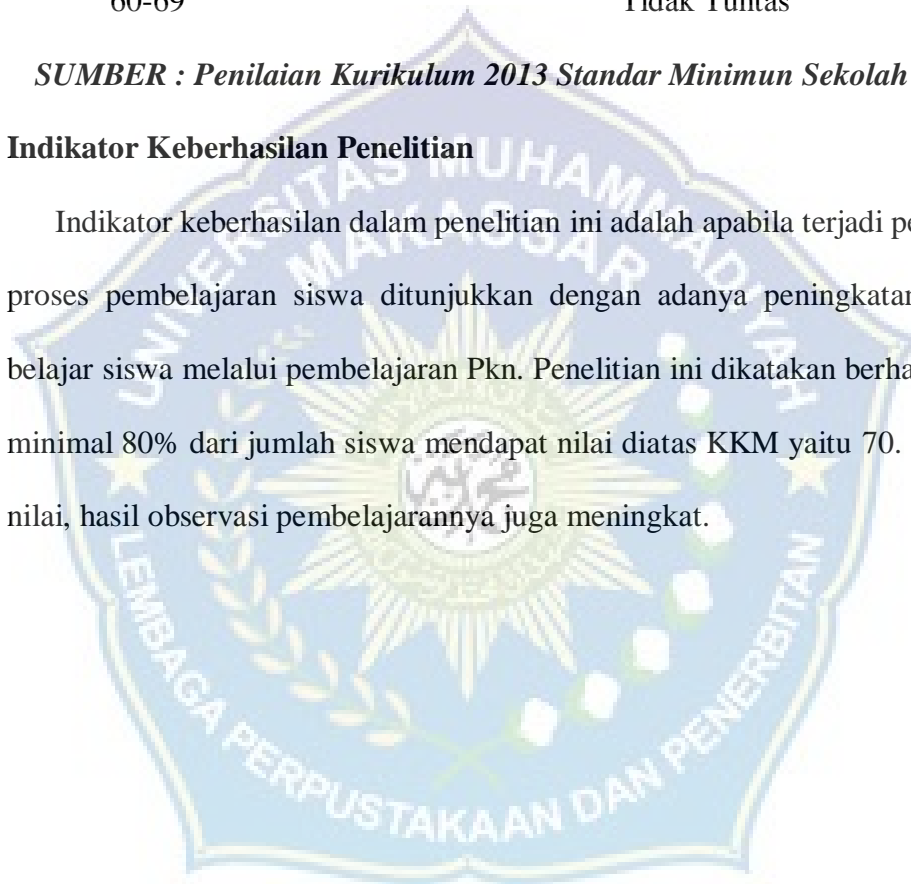 60-69 Tidak Tuntas
SUMBER : Penilaian Kurikulum 2013 Standar Minimun Sekolah
Indikator Keberhasilan Penelitian
Indikator keberhasilan dalam penelitian ini adalah apabila terjadi pe
proses pembelajaran siswa ditunjukkan dengan adanya peningkatan
belajar siswa melalui pembelajaran Pkn. Penelitian ini dikatakan berha
minimal 80% dari jumlah siswa mendapat nilai diatas KKM yaitu 70.
nilai, hasil observasi pembelajarannya juga meningkat.
UNIVERSITAS MUHAMMADIYAH
MAKASSAR
LEMBAGA PERPUSTAKAAN DAN PENERBITAN